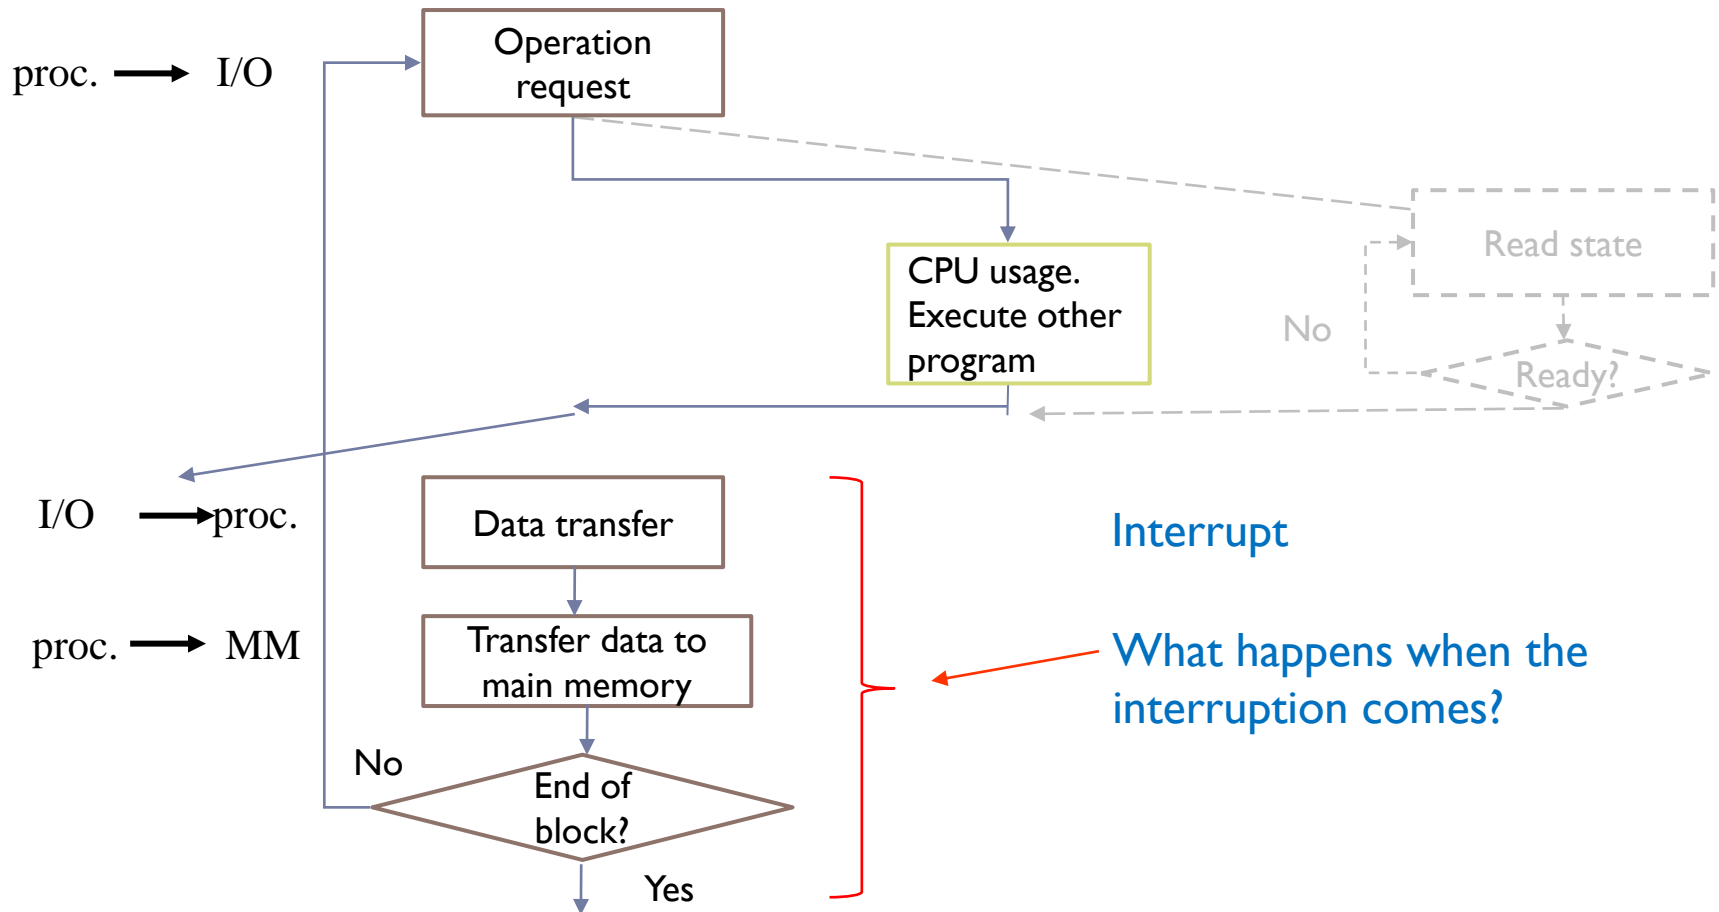 Operation
request
proc. I/O
CPU usage.
Execute other
program
Read state
No
Ready?
I/O proc.
Data transfer
Interrupt
proc. MM
Transfer data to
main memory
What happens when the
interruption comes?
No
End of
block?
Yes